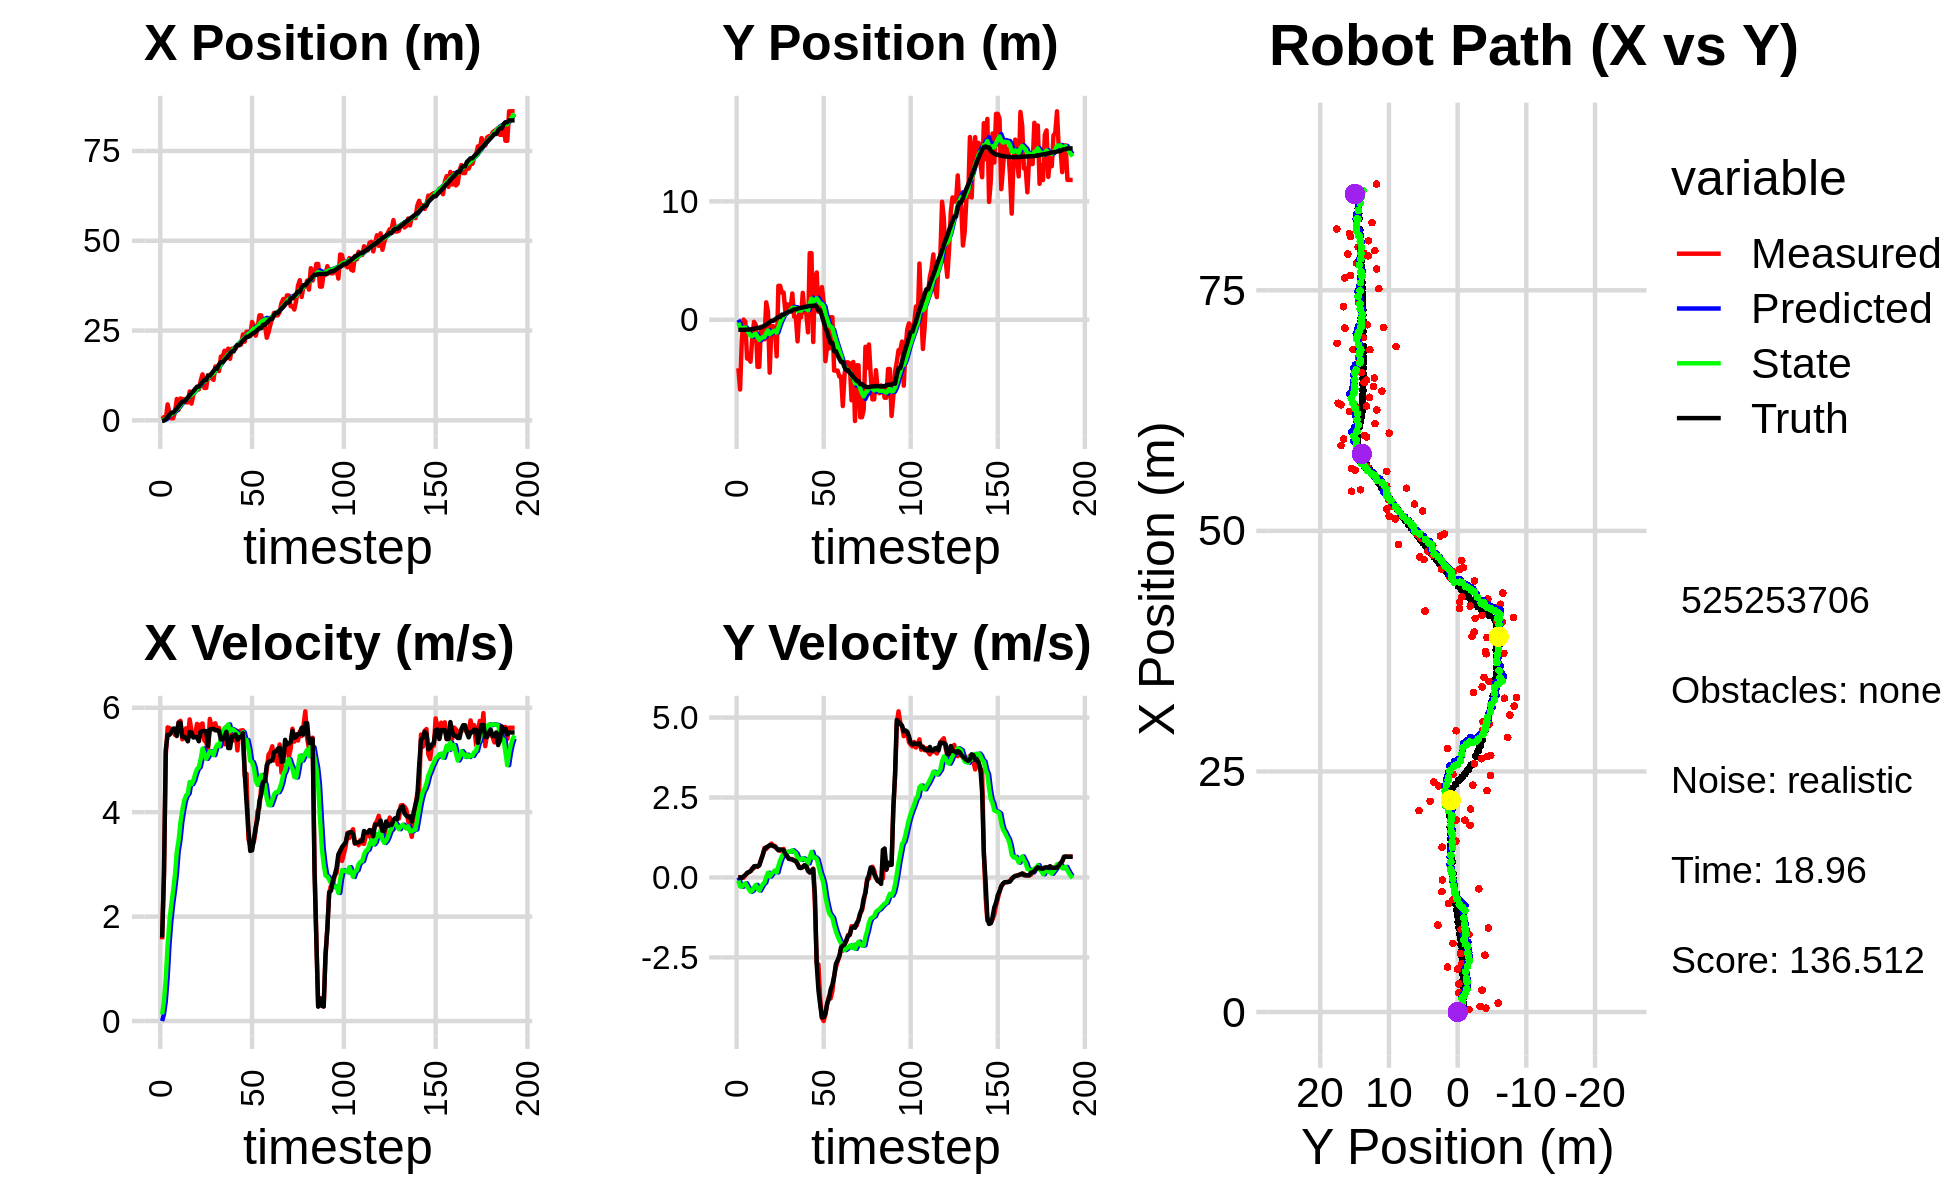 X Position (m)
75
50
25
0
0
50
100
150
200
timestep
Y Position (m)
10
0
0
50
100
150
200
timestep
X Velocity (m/s)
6
4
2
0
0
50
100
150
200
timestep
Y Velocity (m/s)
5.0
2.5
0.0
-2.5
0
50
100
150
200
timestep
Robot Path (X vs Y)
X Position (m)
75
50
25
0
20 10 0 -10 -20
Y Position (m)
variable
Measured
Predicted
State
Truth
525253706
Obstacles: none
Noise: realistic
Time: 18.96
Score: 136.512